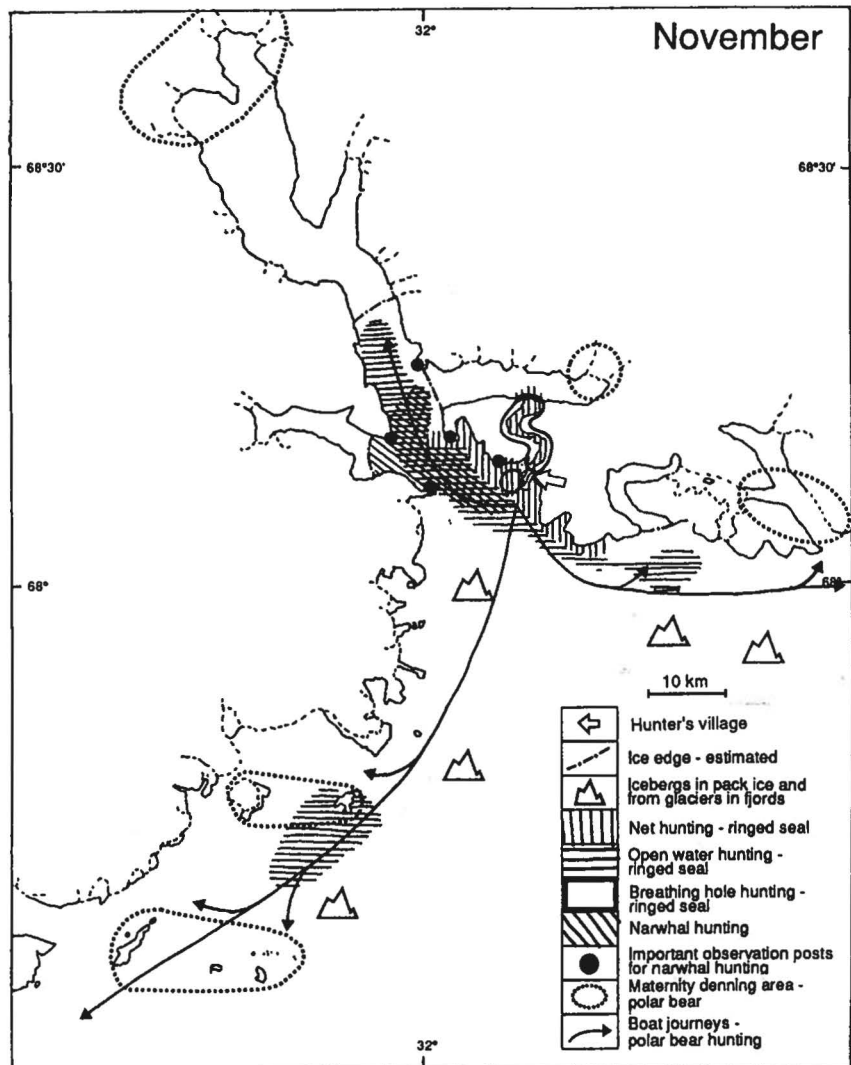 32°
November
68°30'
68°30'
68°
68°
10 km
Hunter's village
Ice edge - estimated
Icebergs in pack ice and
from glaciers in fjords
Net hunting - ringed seal
Open water hunting -
ringed seal
Breathing hole hunting -
ringed seal
Narwhal hunting
Important observation posts
for narwhal hunting
Maternity denning area -
polar bear
Boat journeys -
polar bear hunting
32°